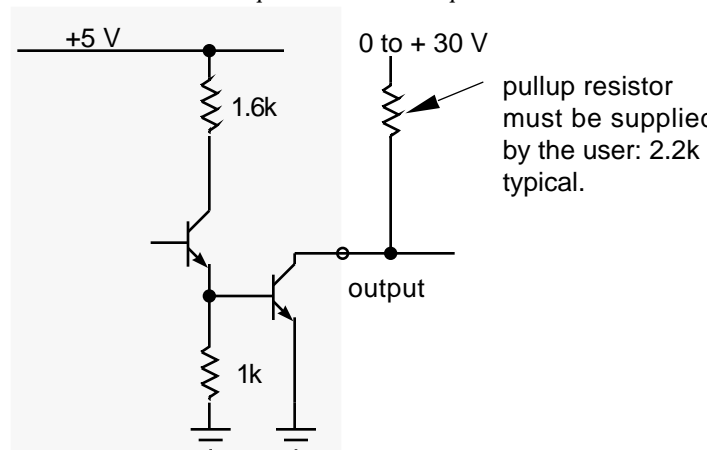 +5 V
0 to + 30 V
1.6k
pullup resistor
must be supplied
by the user: 2.2k
typical.
output
1k